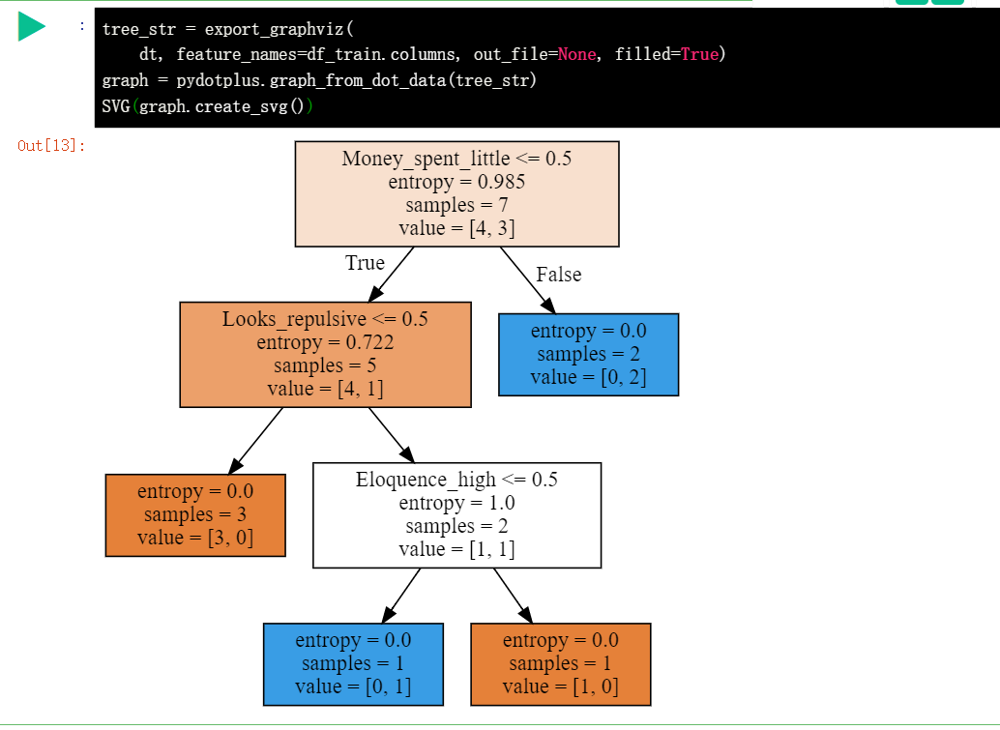 :
tree_str = export_graphviz(
dt, feature_names=df_train.columns, out_file=None, filled=True)
graph = pydotplus.graph_from_dot_data(tree_str)
SVG(graph.create_svg())
Out[13]:
Money_spent_little <= 0.5
entropy = 0.985
samples = 7
value = [4, 3]
True
False
Looks_repulsive <= 0.5
entropy = 0.722
samples = 5
value = [4, 1]
entropy = 0.0
samples = 2
value = [0, 2]
entropy = 0.0
samples = 3
value = [3, 0]
Eloquence_high <= 0.5
entropy = 1.0
samples = 2
value = [1, 1]
entropy = 0.0
samples = 1
value = [0, 1]
entropy = 0.0
samples = 1
value = [1, 0]